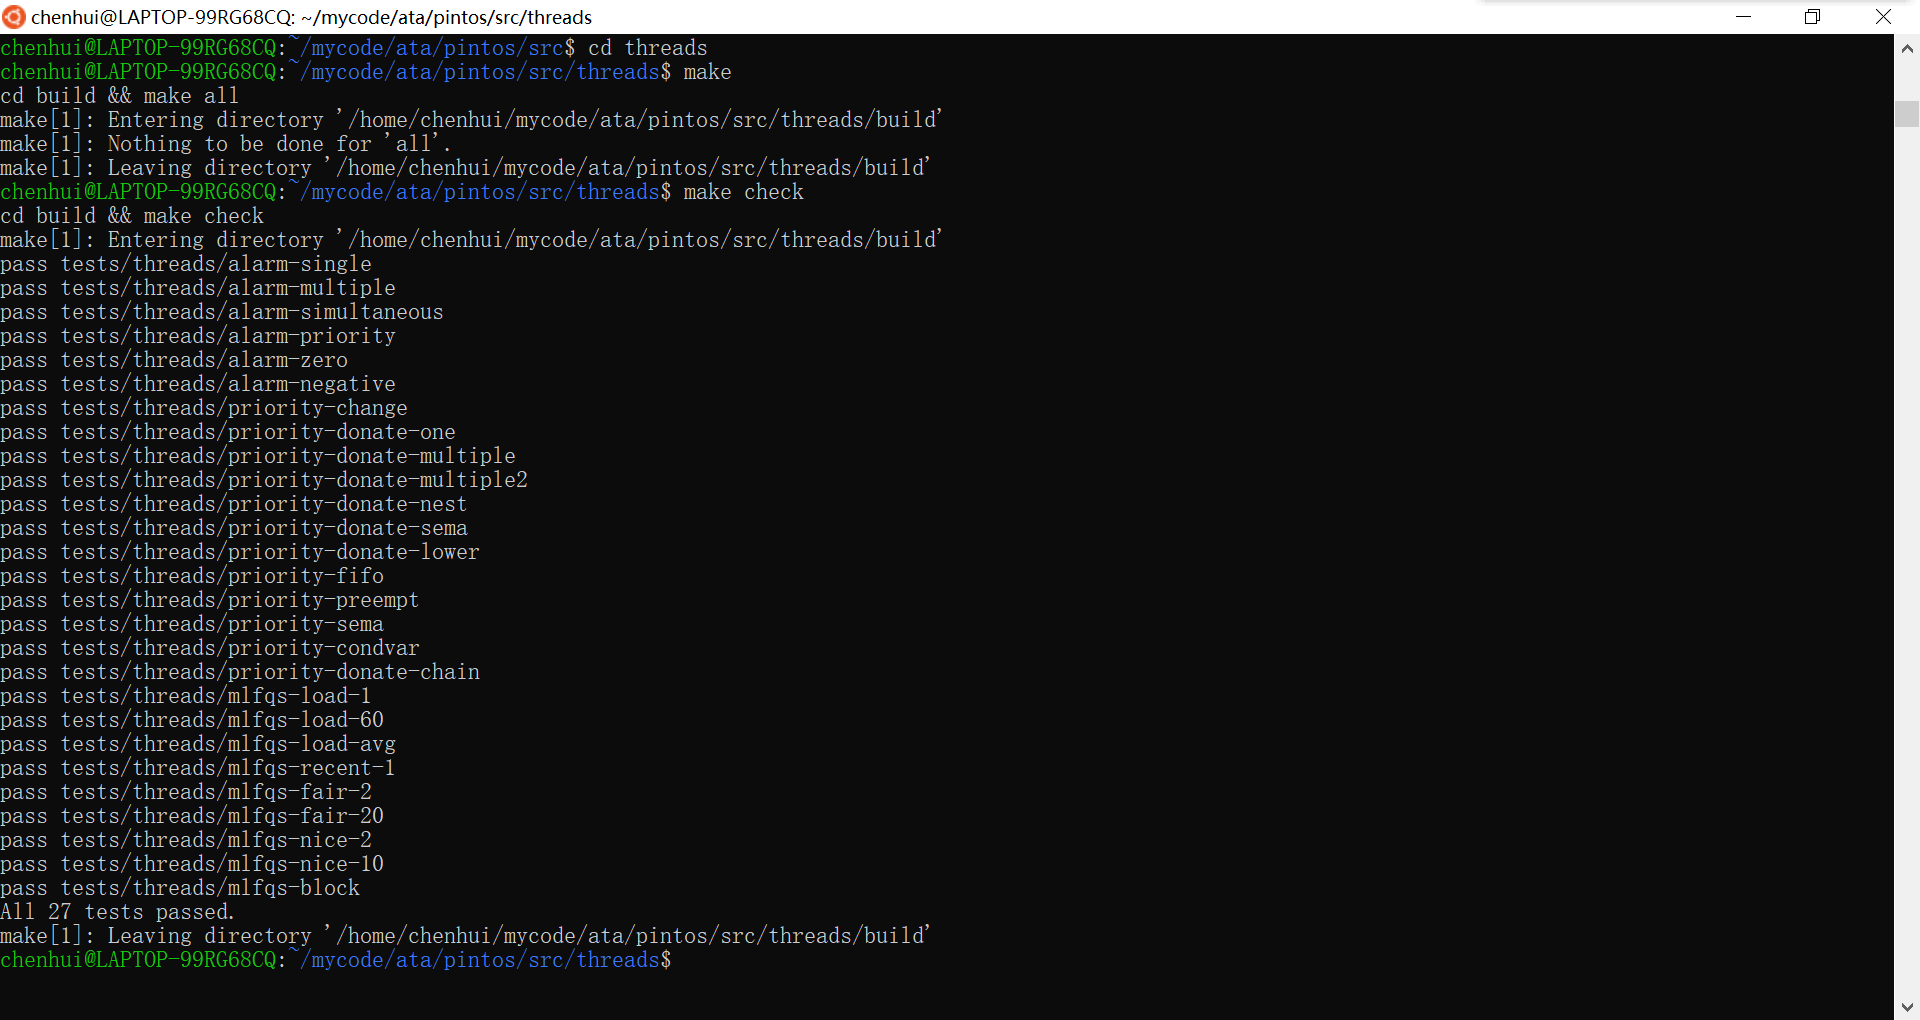 chenhui@LAPTOP-99RG68CQ: ~/mycode/ata/pintos/src/threads
chenhui@LAPTOP-99RG68CQ:~/mycode/ata/pintos/src$ cd threads
chenhui@LAPTOP-99RG68CQ:~/mycode/ata/pintos/src/threads$ make
cd build && make all
make[1]: Entering directory '/home/chenhui/mycode/ata/pintos/src/threads/build'
make[1]: Nothing to be done for 'all'.
make[1]: Leaving directory '/home/chenhui/mycode/ata/pintos/src/threads/build'
chenhui@LAPTOP-99RG68CQ:~/mycode/ata/pintos/src/threads$ make check
cd build && make check
make[1]: Entering directory '/home/chenhui/mycode/ata/pintos/src/threads/build'
pass tests/threads/alarm-single
pass tests/threads/alarm-multiple
pass tests/threads/alarm-simultaneous
pass tests/threads/alarm-priority
pass tests/threads/alarm-zero
pass tests/threads/alarm-negative
pass tests/threads/priority-change
pass tests/threads/priority-donate-one
pass tests/threads/priority-donate-multiple
pass tests/threads/priority-donate-multiple2
pass tests/threads/priority-donate-nest
pass tests/threads/priority-donate-sema
pass tests/threads/priority-donate-lower
pass tests/threads/priority-fifo
pass tests/threads/priority-preempt
pass tests/threads/priority-sema
pass tests/threads/priority-condvar
pass tests/threads/priority-donate-chain
pass tests/threads/mlfqs-load-1
pass tests/threads/mlfqs-load-60
pass tests/threads/mlfqs-load-avg
pass tests/threads/mlfqs-recent-1
pass tests/threads/mlfqs-fair-2
pass tests/threads/mlfqs-fair-20
pass tests/threads/mlfqs-nice-2
pass tests/threads/mlfqs-nice-10
pass tests/threads/mlfqs-block
All 27 tests passed.
make[1]: Leaving directory '/home/chenhui/mycode/ata/pintos/src/threads/build'
chenhui@LAPTOP-99RG68CQ:~/mycode/ata/pintos/src/threads$